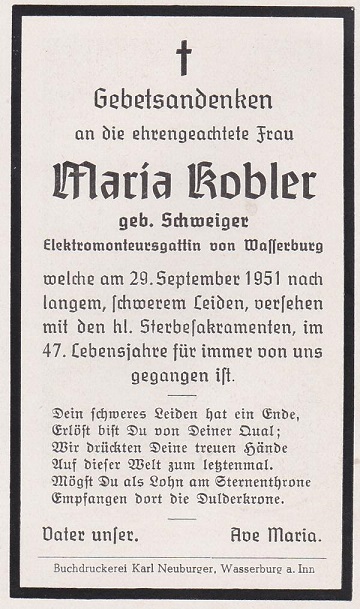 Gebetsandenken
an die ehrengeachtete Frau
Maria Kobler
geb. Schweiger
Elektromonteursgattin von Wasserburg
welche am 29. September 1951 nach
langem, schwerem Leiden, versehen
mit den hl. Sterbesakramenten, im
47. Lebensjahre für immer von uns
gegangen ist.
Dein schweres Leiden hat ein Ende,
Erlöst bist Du von Deiner Qual;
Wir drückten Deine treuen Hände
Auf dieser Welt zum letztenmal.
Mögst Du als Lohn am Sternenthrone
Empfangen dort die Dulderkrone.
Vater unser. Ave Maria.
Buchdruckerei Karl Neuburger, Wasserburg a. Inn